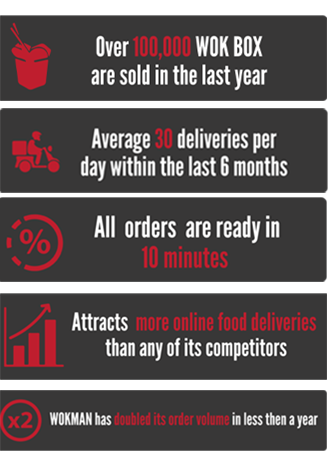 Over 100,000 WOK BOX
are sold in the last year
Average 30 deliveries per
day within the last 6 months
%
All orders are ready in
10 minutes
Attracts more online food deliveries
than any of its competitors
x2
WOKMAN has doubled its order volume in less then a year